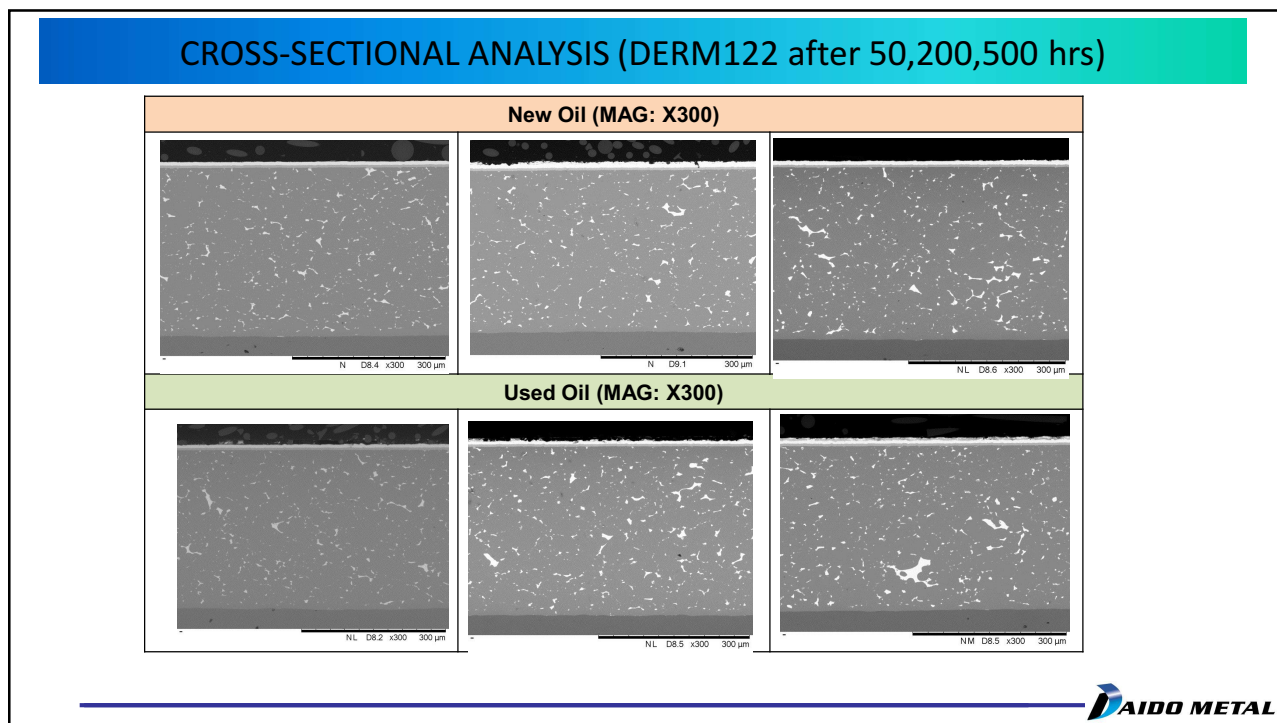 CROSS-SECTIONAL ANALYSIS (DERM122 after 50,200,500 hrs)
New Oil (MAG: X300)
N D8.4 x300 300 µm
N D9.1 300 µm
NL D8.6 x300 300 µm
Used Oil (MAG: X300)
NL D8.2 x300 300 µm
NL D8.5 x300 300 µm
NM D8.5 x300 300 µm
DAIDO METAL